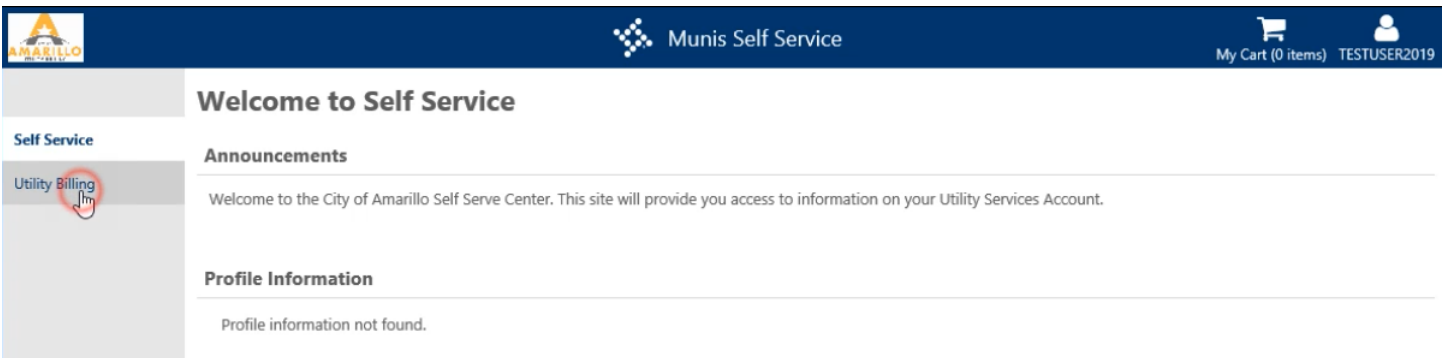 AMARILLO
Munis Self Service
My Cart (0 items)
TESTUSER2019
Welcome to Self Service
Self Service
Announcements
Utility Billing
Welcome to the City of Amarillo Self Serve Center. This site will provide you access to information on your Utility Services Account.
Profile Information
Profile information not found.